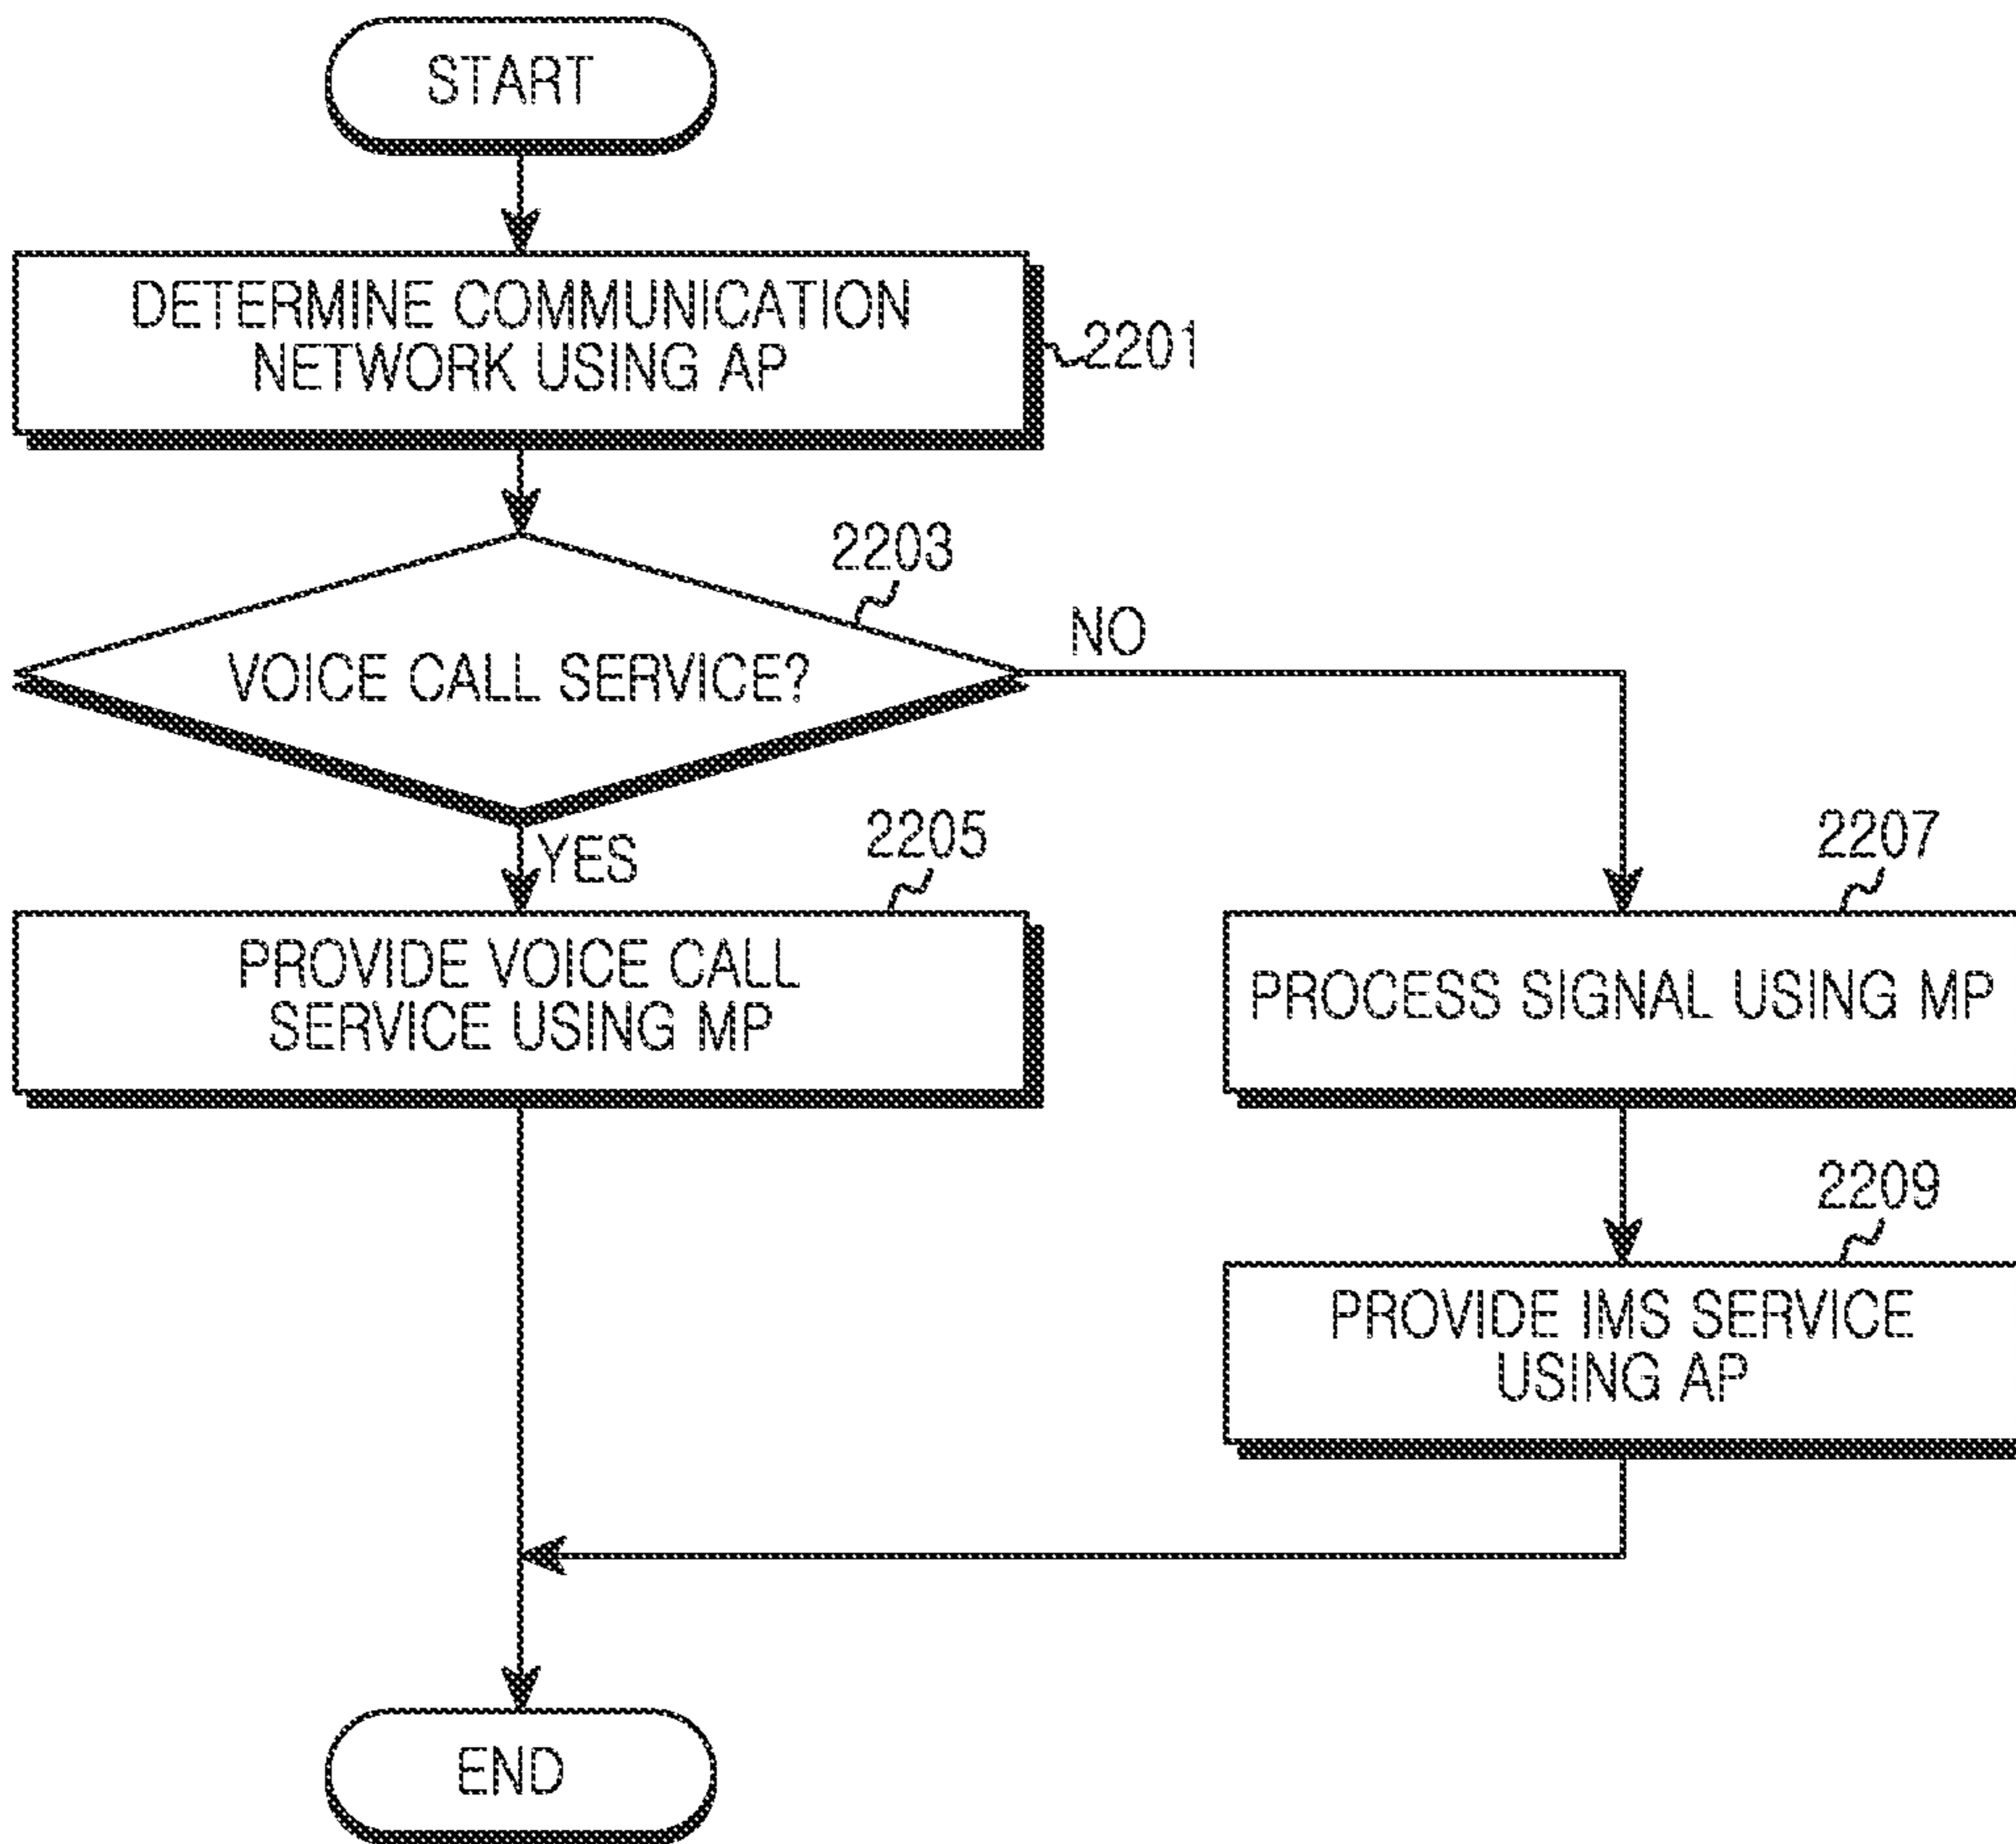 START
DETERMINE COMMUNICATION
NETWORK USING AP
2201
2203
VOICE CALL SERVICE?
NO
YES
2205
PROVIDE VOICE CALL
SERVICE USING MP
2207
PROCESS SIGNAL USING MP
2209
PROVIDE IMS SERVICE
USING AP
END